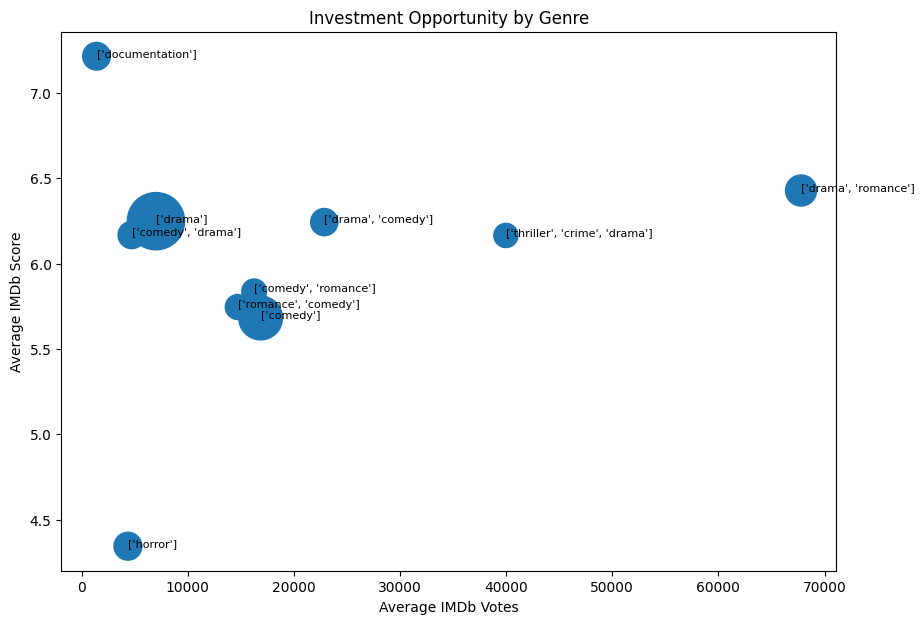 Investment Opportunity by Genre
['documentation']
7.0
6.5
['drama', 'romance']
['drama']
['drama', 'comedy']
['comedy', 'drama']
['thriller', 'crime', 'drama']
6.0
['comedy', 'romance']
['romance', 'comedy']
['comedy']
5.5
5.0
4.5
['horror']
Average IMDb Score
0
10000
20000
30000
40000
50000
60000
70000
Average IMDb Votes